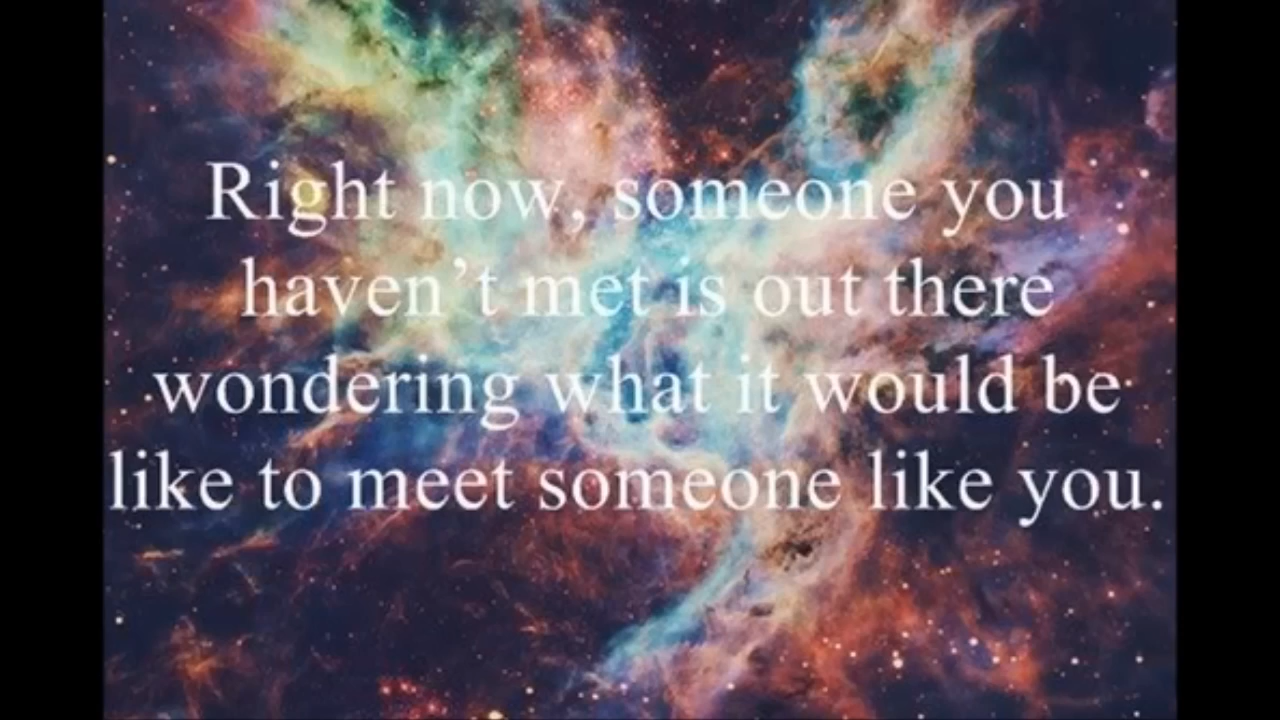 Right now, someone you
haven’t met is out there
wondering what it would be
like to meet someone like you.